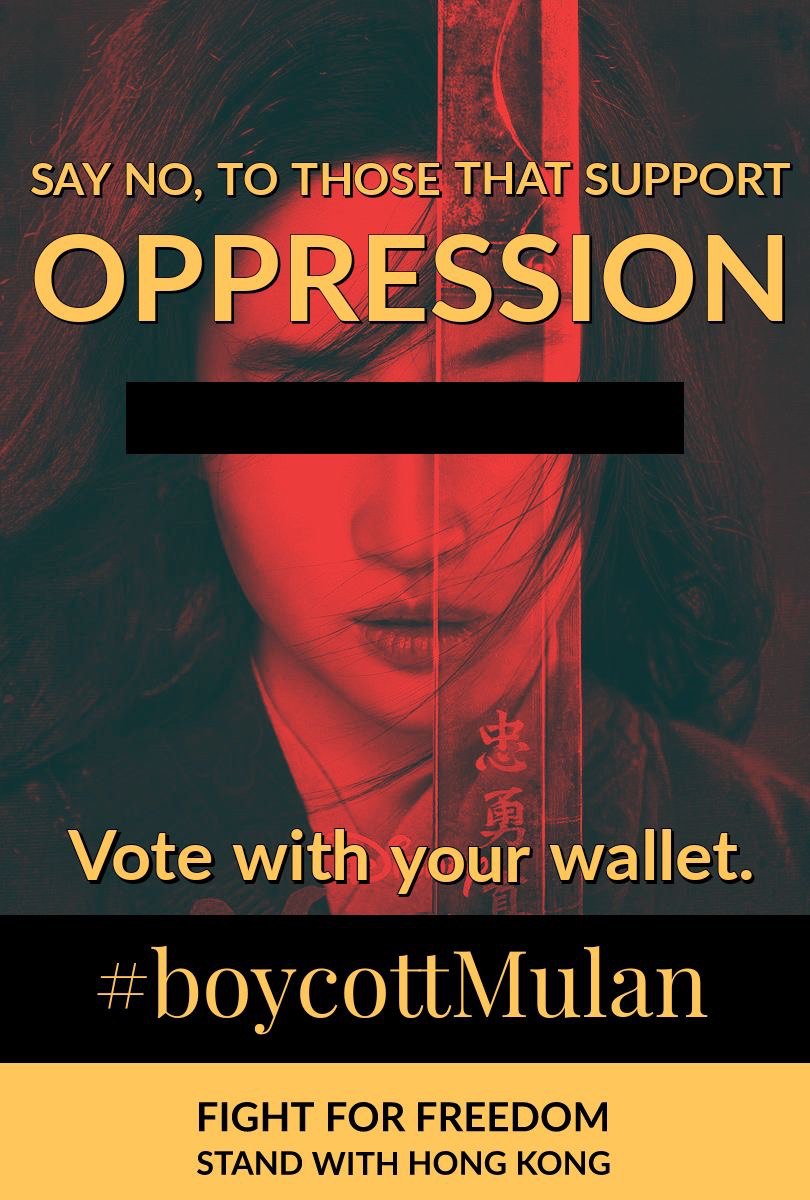 SAY NO, TO THOSE THAT SUPPORT
OPPRESSION
忠
勇
Vote with your wallet.
#boycottMulan
FIGHT FOR FREEDOM
STAND WITH HONG KONG